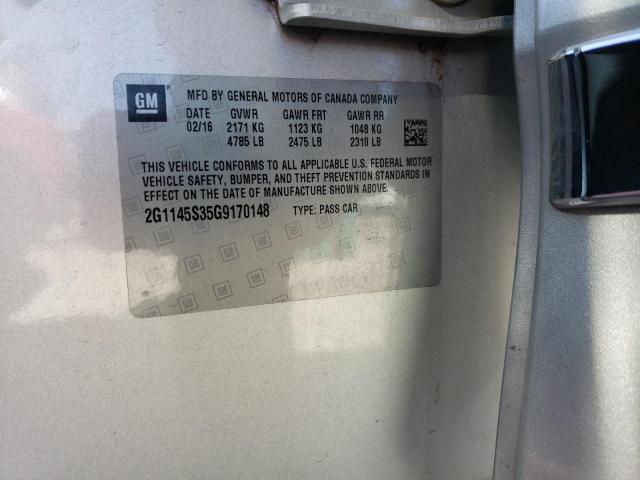 GM
MFD BY GENERAL MOTORS OF CANADA COMPANY
DATE GVWR GAWR FRT GAWR RR
02/16 2171 KG 1123 KG 1048 KG
4785 LB 2475 LB 2310 LB
THIS VEHICLE CONFORMS TO ALL APPLICABLE U.S. FEDERAL MOTOR
VEHICLE SAFETY, BUMPER, AND THEFT PREVENTION STANDARDS IN
EFFECT ON THE DATE OF MANUFACTURE SHOWN ABOVE.
2G1145S35G9170148 TYPE: PASS CAR